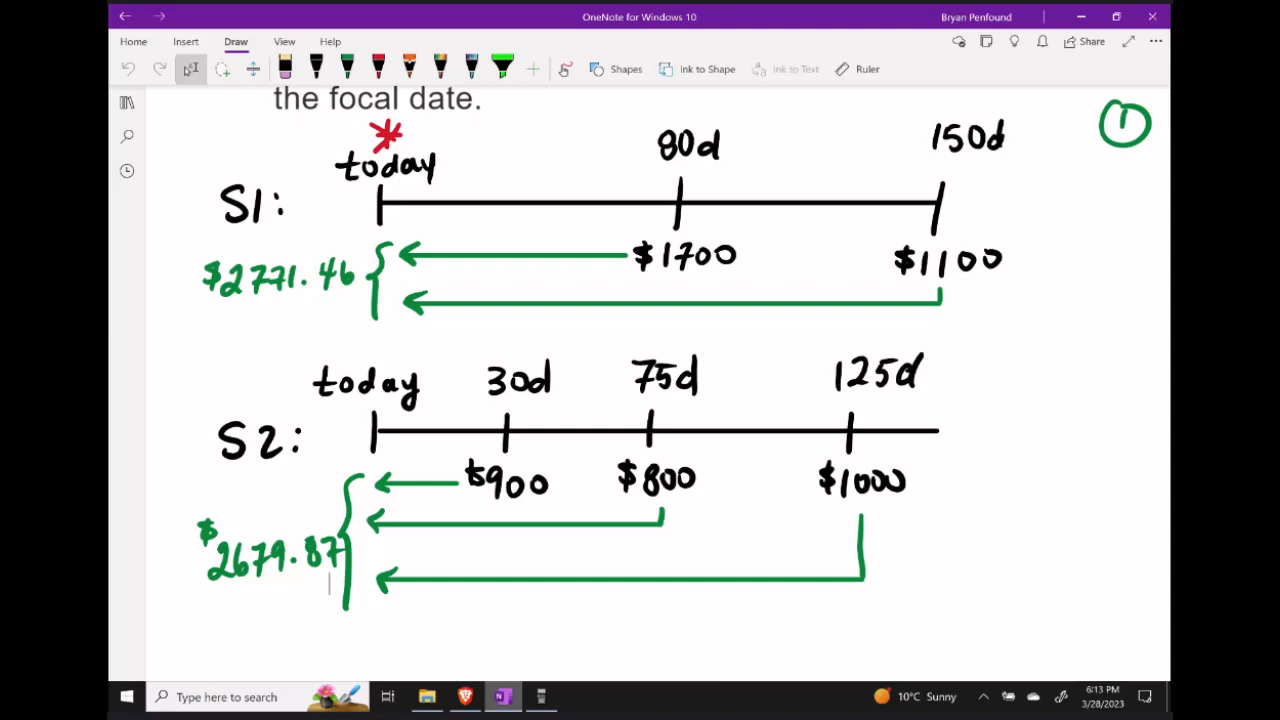 OneNote for Windows 10
Bryan Penfound
Home Insert Draw View Help
Share
Shapes Ink to Shape Ink to Text Ruler
the focal date.
1
today 80d 150d
S1:
$1700 $1100
$2771.46
today 30d 75d 125d
S2:
$900 $800 $1000
$2679.87
Type here to search
10°C Sunny
6:13 PM
3/28/2023